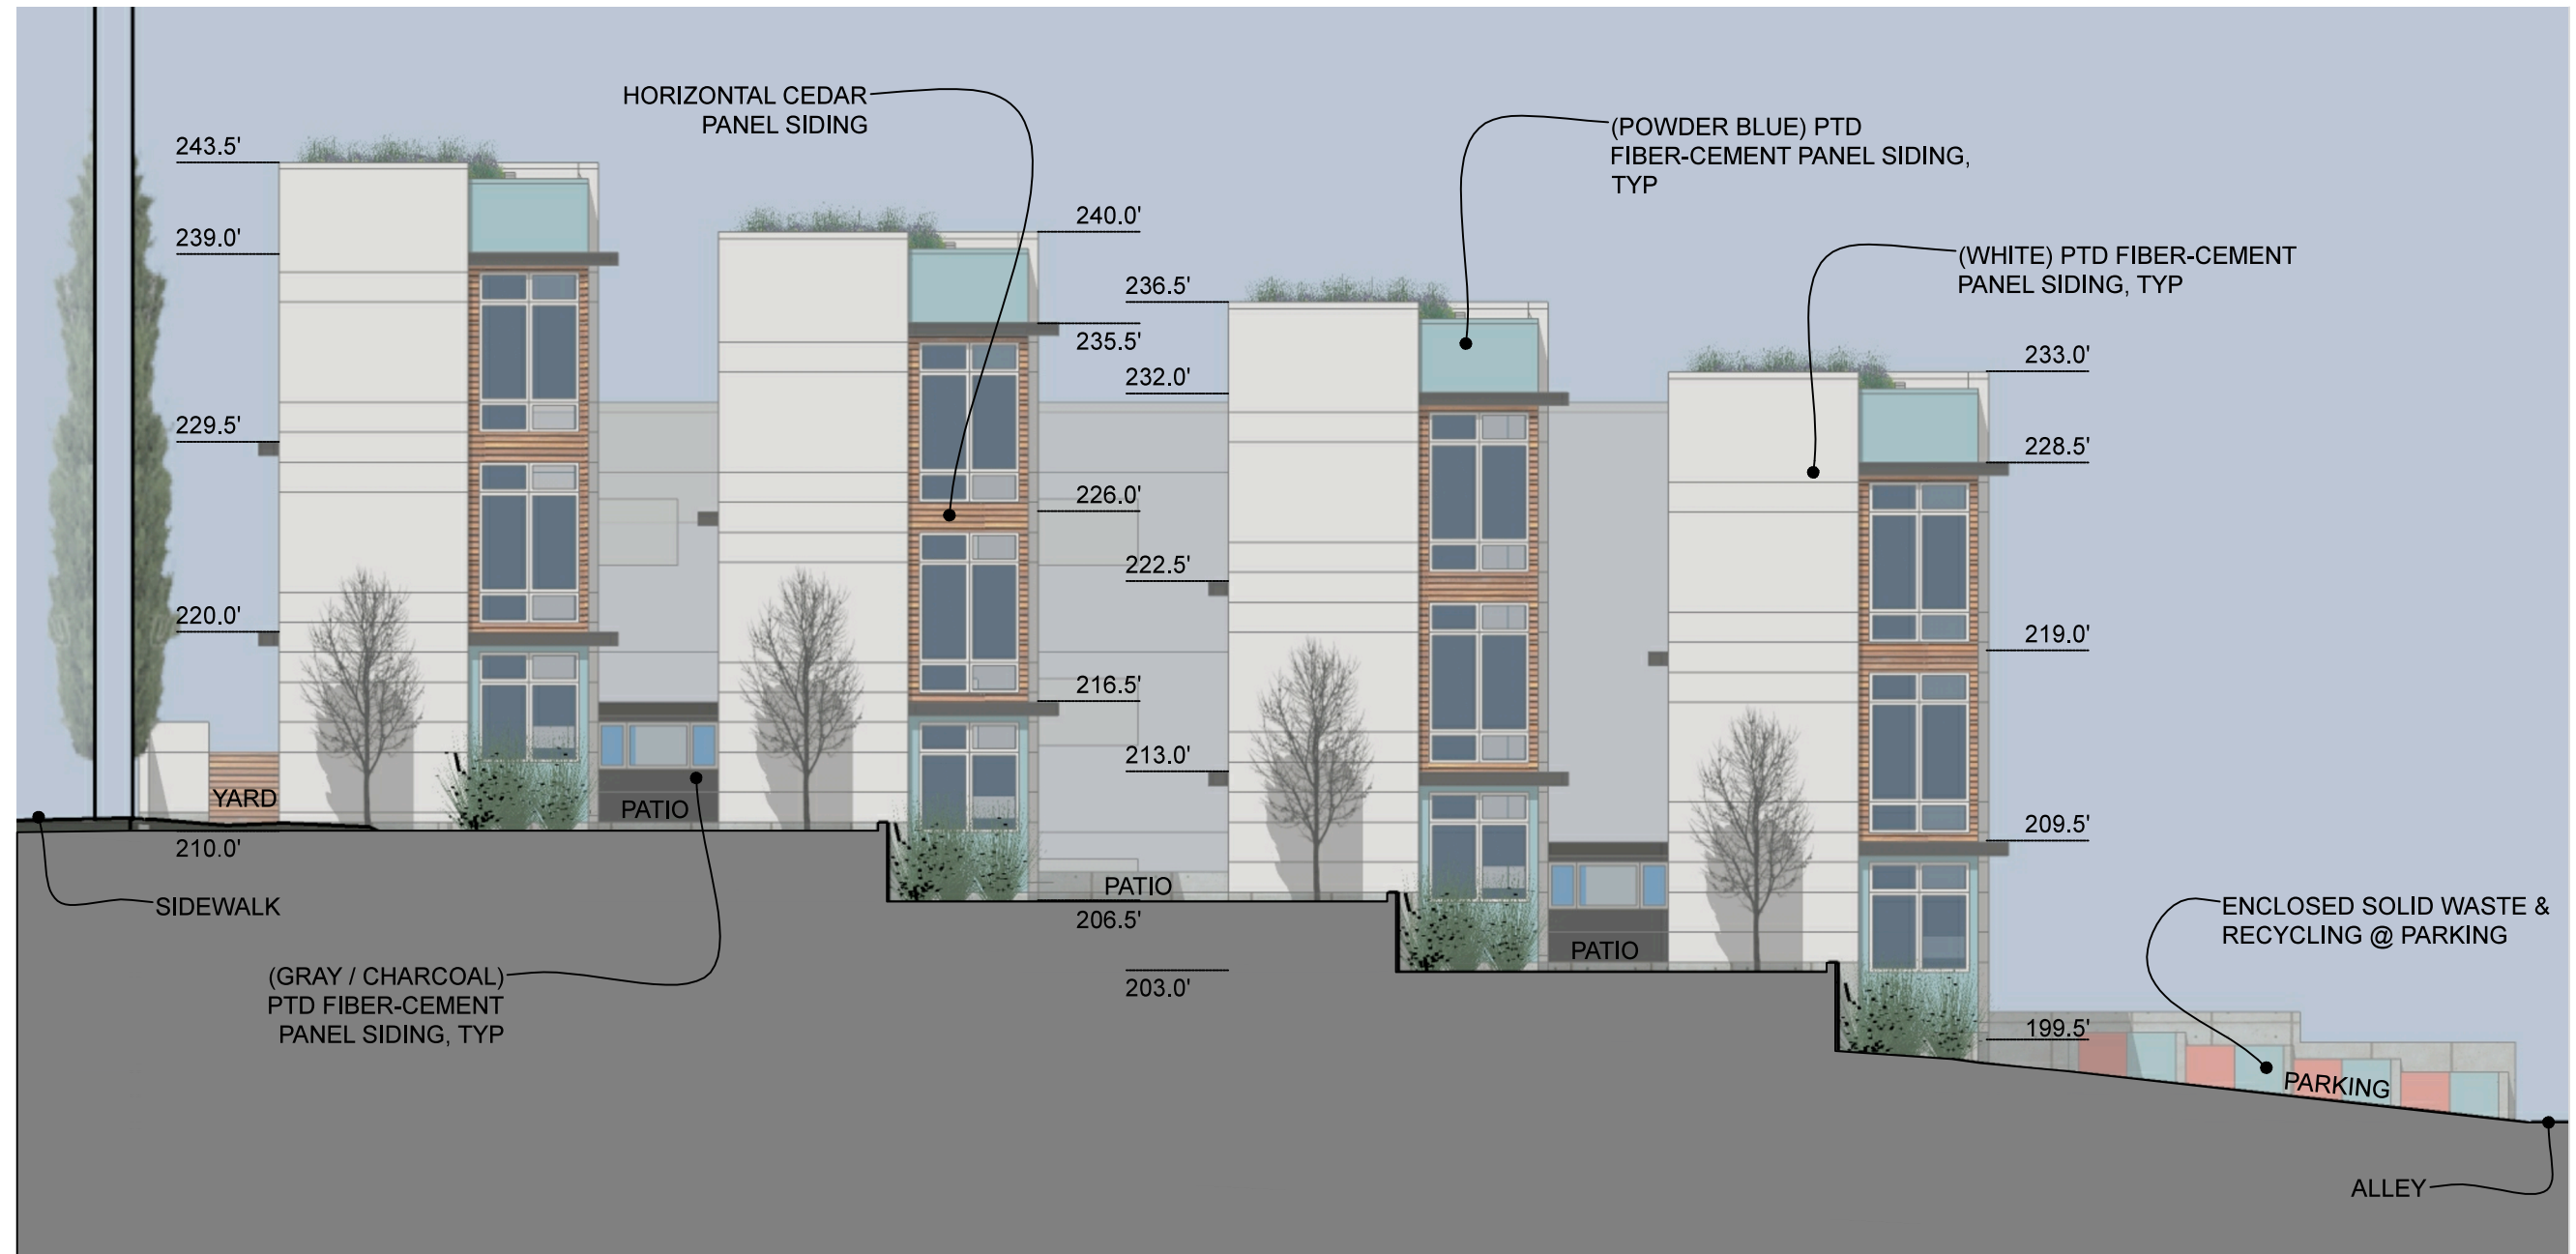 HORIZONTAL CEDAR
PANEL SIDING
(POWDER BLUE) PTD
FIBER-CEMENT PANEL SIDING,
TYP
(WHITE) PTD FIBER-CEMENT
PANEL SIDING, TYP
243.5'
239.0'
229.5'
220.0'
YARD
210.0'
SIDEWALK
(GRAY / CHARCOAL)
PTD FIBER-CEMENT
PANEL SIDING, TYP
PATIO
240.0'
235.5'
226.0'
216.5'
PATIO
206.5'
236.5'
232.0'
222.5'
213.0'
203.0'
PATIO
233.0'
228.5'
219.0'
209.5'
199.5'
ENCLOSED SOLID WASTE &
RECYCLING @ PARKING
PARKING
ALLEY